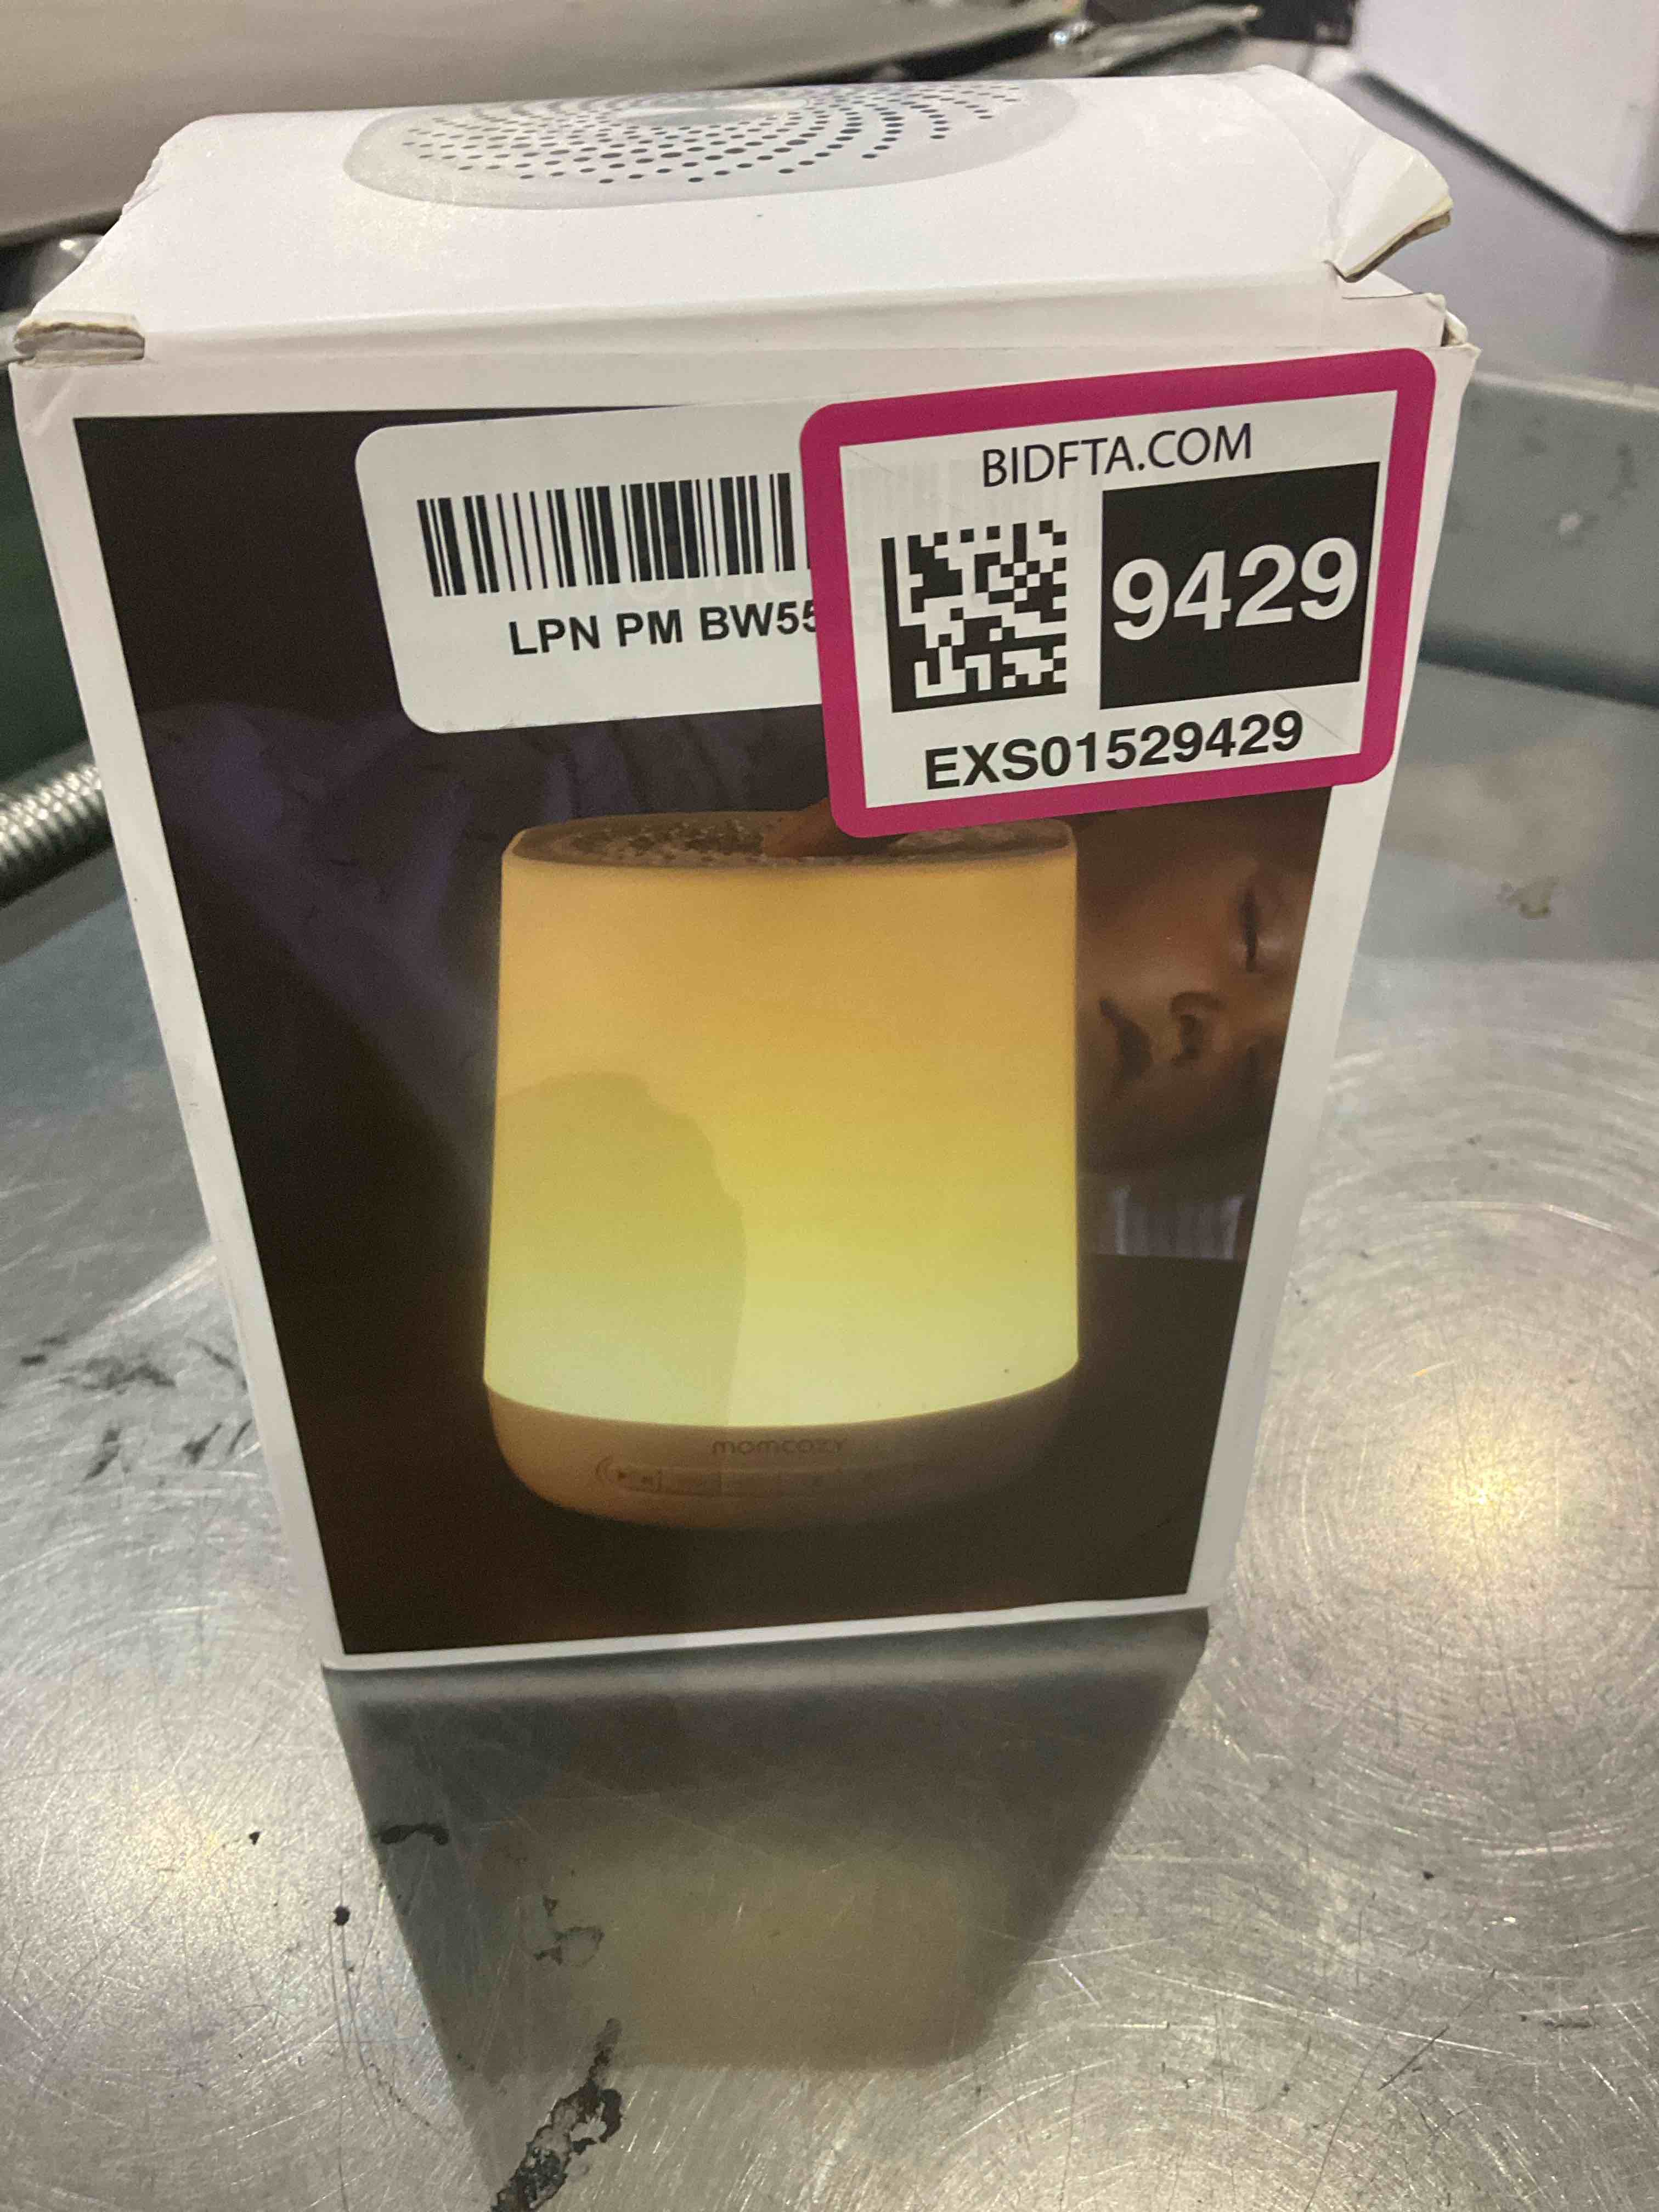 BIDFTA.COM
9429
LPN PM BW55
EXS01529429
momcozy